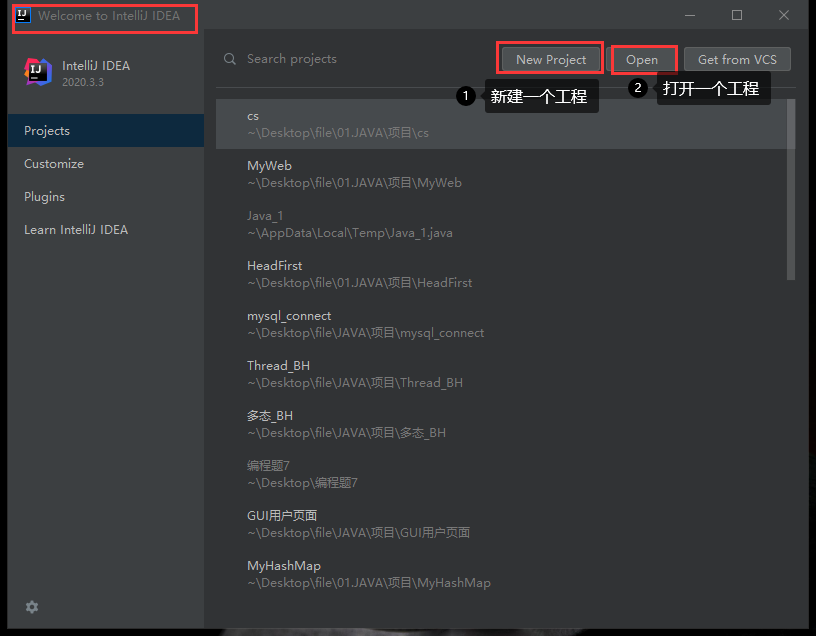 Welcome to IntelliJ IDEA
IntelliJ IDEA
2020.3.3
Search projects
New Project
Open
Get from VCS
1 新建一个工程
2 打开一个工程
Projects
Customize
Plugins
Learn IntelliJ IDEA
cs
~\Desktop\file\01.JAVA\项目\cs
MyWeb
~\Desktop\file\01.JAVA\项目\MyWeb
Java_1
~\AppData\Local\Temp\Java_1.java
HeadFirst
~\Desktop\file\01.JAVA\项目\HeadFirst
mysql_connect
~\Desktop\file\JAVA\项目\mysql_connect
Thread_BH
~\Desktop\file\JAVA\项目\Thread_BH
多态_BH
~\Desktop\file\JAVA\项目\多态_BH
编程题7
~\Desktop\编程题7
GUI用户页面
~\Desktop\file\JAVA\项目\GUI用户页面
MyHashMap
~\Desktop\file\01.JAVA\项目\MyHashMap